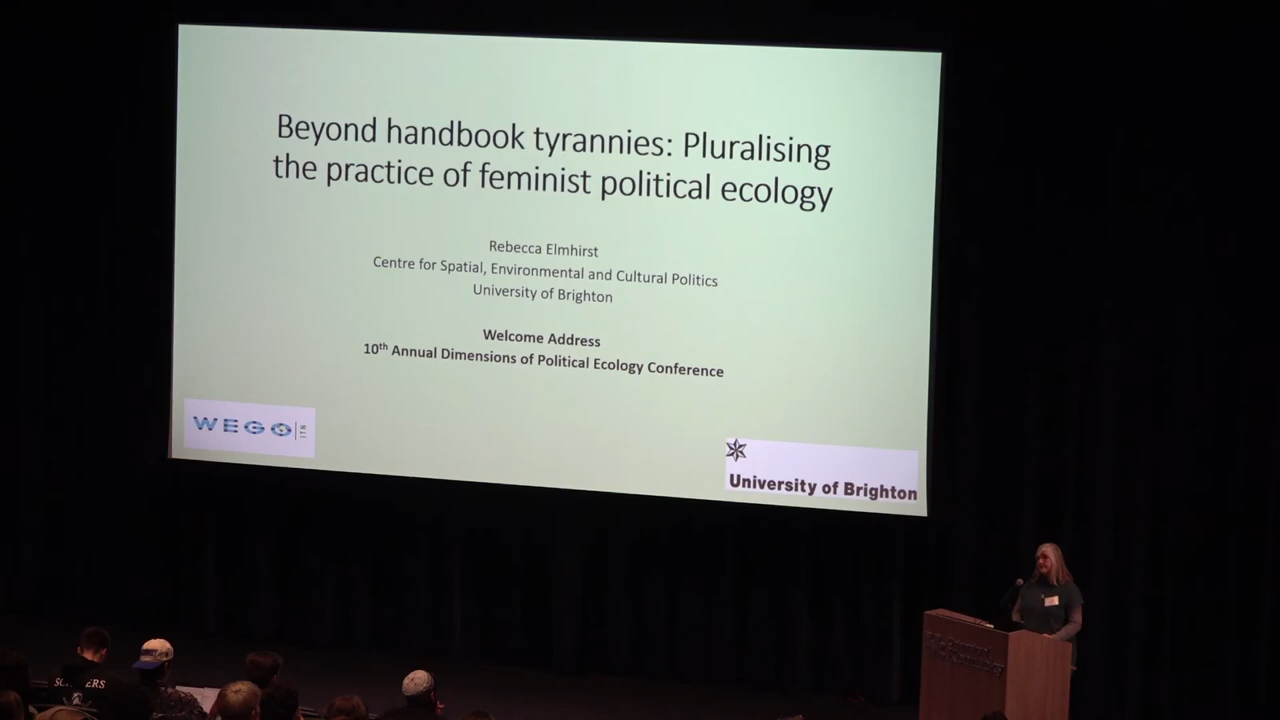 Beyond handbook tyrannies: Pluralising
the practice of feminist political ecology
Rebecca Elmhirst
Centre for Spatial, Environmental and Cultural Politics
University of Brighton
Welcome Address
10th Annual Dimensions of Political Ecology Conference
WEGO ITN
University of Brighton